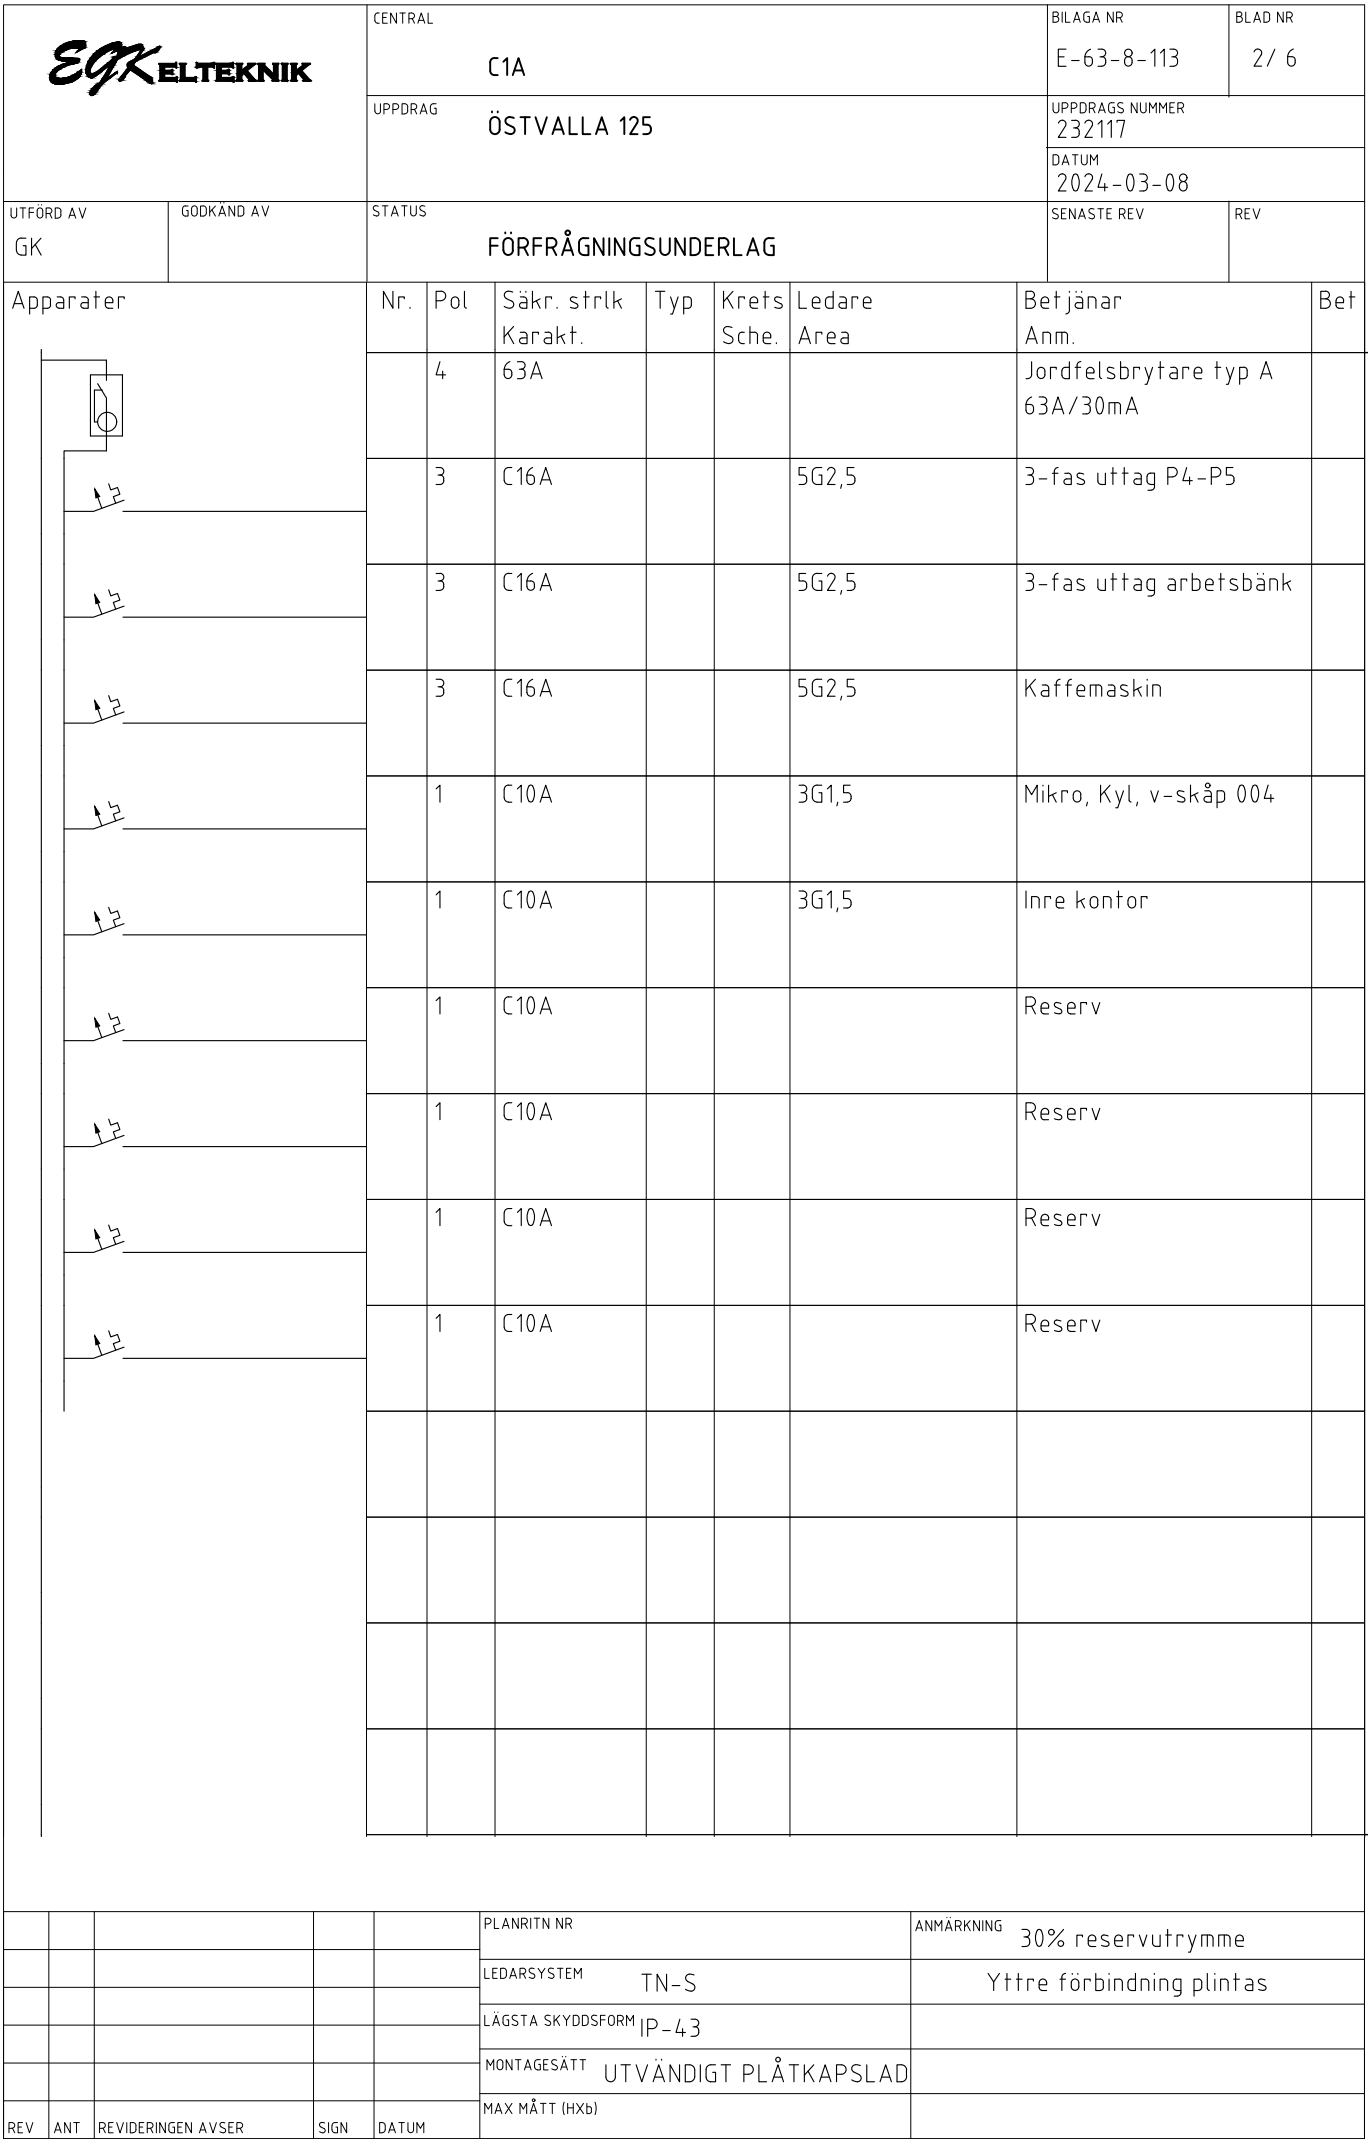 EGK ELTEKNIK
CENTRAL
C1A
BILAGA NR
E-63-8-113
BLAD NR
2/ 6
UPPDRAG
ÖSTVALLA 125
UPPDRAGS NUMMER
232117
DATUM
2024-03-08
UTFÖRD AV
GK
GODKÄND AV
STATUS
FÖRFRÅGNINGSUNDERLAG
SENASTE REV
REV
Apparater Nr. Pol Säkr. strlk Typ Krets Ledare Betjänar Bet
Karakt. Sche. Area Anm.
4 63A Jordfelsbrytare typ A
63A/30mA
3 C16A 5G2,5 3-fas uttag P4-P5
3 C16A 5G2,5 3-fas uttag arbetsbänk
3 C16A 5G2,5 Kaffemaskin
1 C10A 3G1,5 Mikro, Kyl, v-skåp 004
1 C10A 3G1,5 Inre kontor
1 C10A Reserv
1 C10A Reserv
1 C10A Reserv
1 C10A Reserv
PLANRITN NR
ANMÄRKNING 30% reservutrymme
LEDARSYSTEM TN-S
Yttre förbindning plintas
LÄGSTA SKYDDSFORM IP-43
MONTAGESÄTT UTVÄNDIGT PLÅTKAPSLAD
MAX MÅTT (HXb)
REV ANT REVIDERINGEN AVSER SIGN DATUM